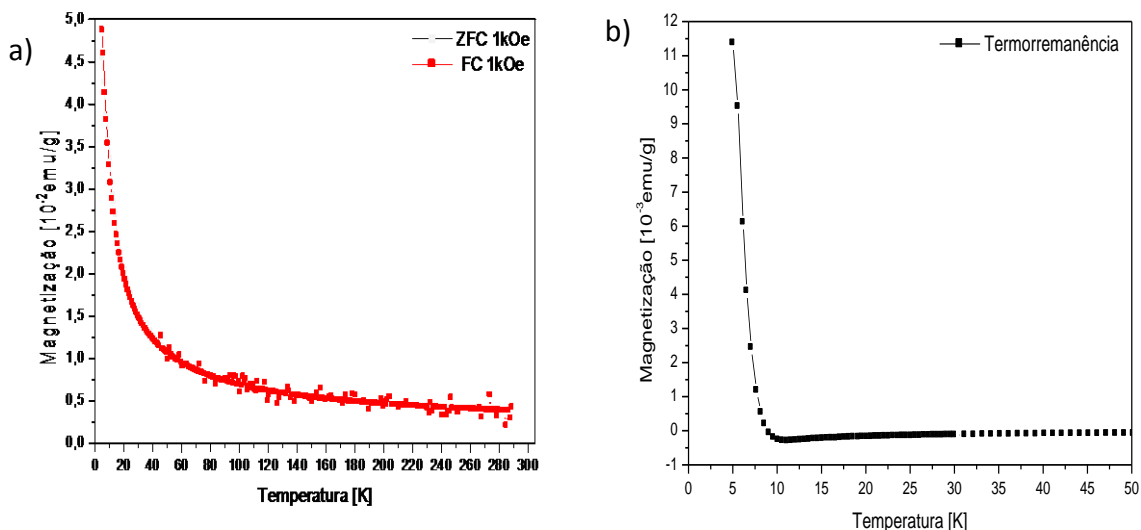 a)
Magnetização [10⁻²emu/g]
5,0
4,5
4,0
3,5
3,0
2,5
2,0
1,5
1,0
0,5
0,0
ZFC 1kOe
FC 1kOe
0 20 40 60 80 100 120 140 160 180 200 220 240 260 280 300
Temperatura [K]
b)
Magnetização [10⁻³emu/g]
12
11
10
9
8
7
6
5
4
3
2
1
0
-1
Termorremanência
0 5 10 15 20 25 30 35 40 45 50
Temperatura [K]